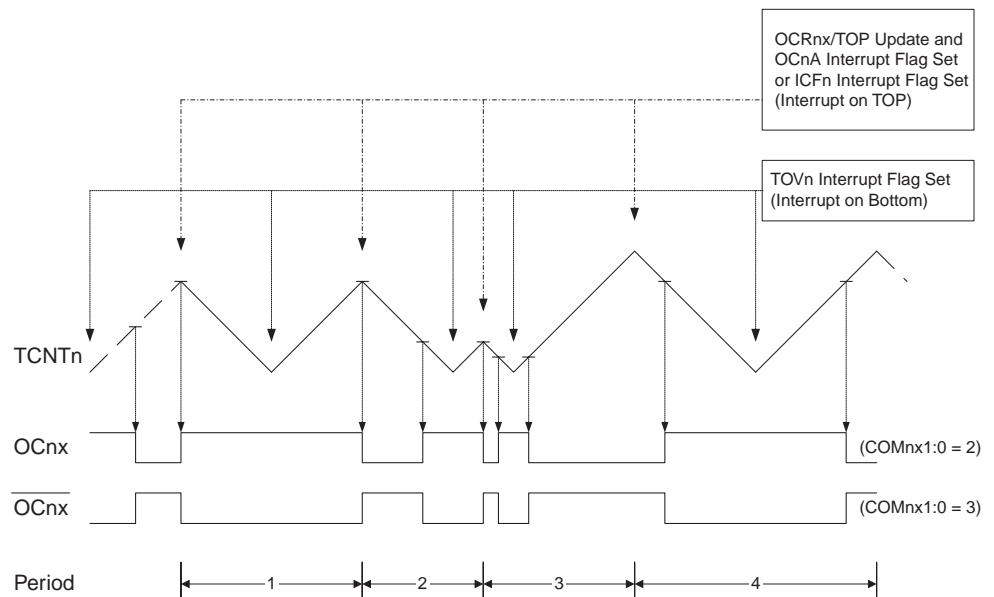 OCRnx/TOP Update and
OCnA Interrupt Flag Set
or ICFn Interrupt Flag Set
(Interrupt on TOP)
TOVn Interrupt Flag Set
(Interrupt on Bottom)
TCNTn
OCnx
(COMnx1:0 = 2)
OCnx
(COMnx1:0 = 3)
Period
1
2
3
4